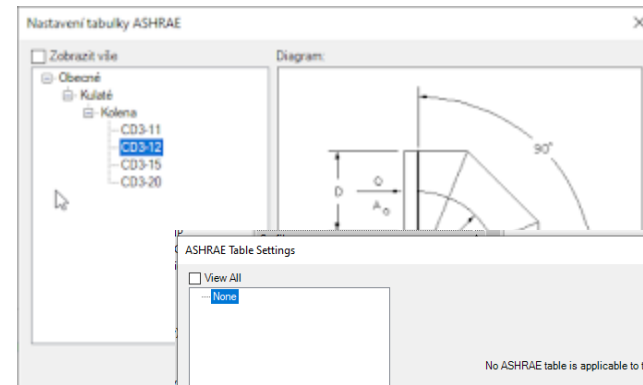 Nastavení tabulky ASHRAE
Zobrazit vše
Diagram:
Obecné
Kulaté
Kolena
CD3-11
CD3-12
CD3-15
CD3-20
90°
D
Q
A₀
ASHRAE Table Settings
View All
None
No ASHRAE table is applicable to